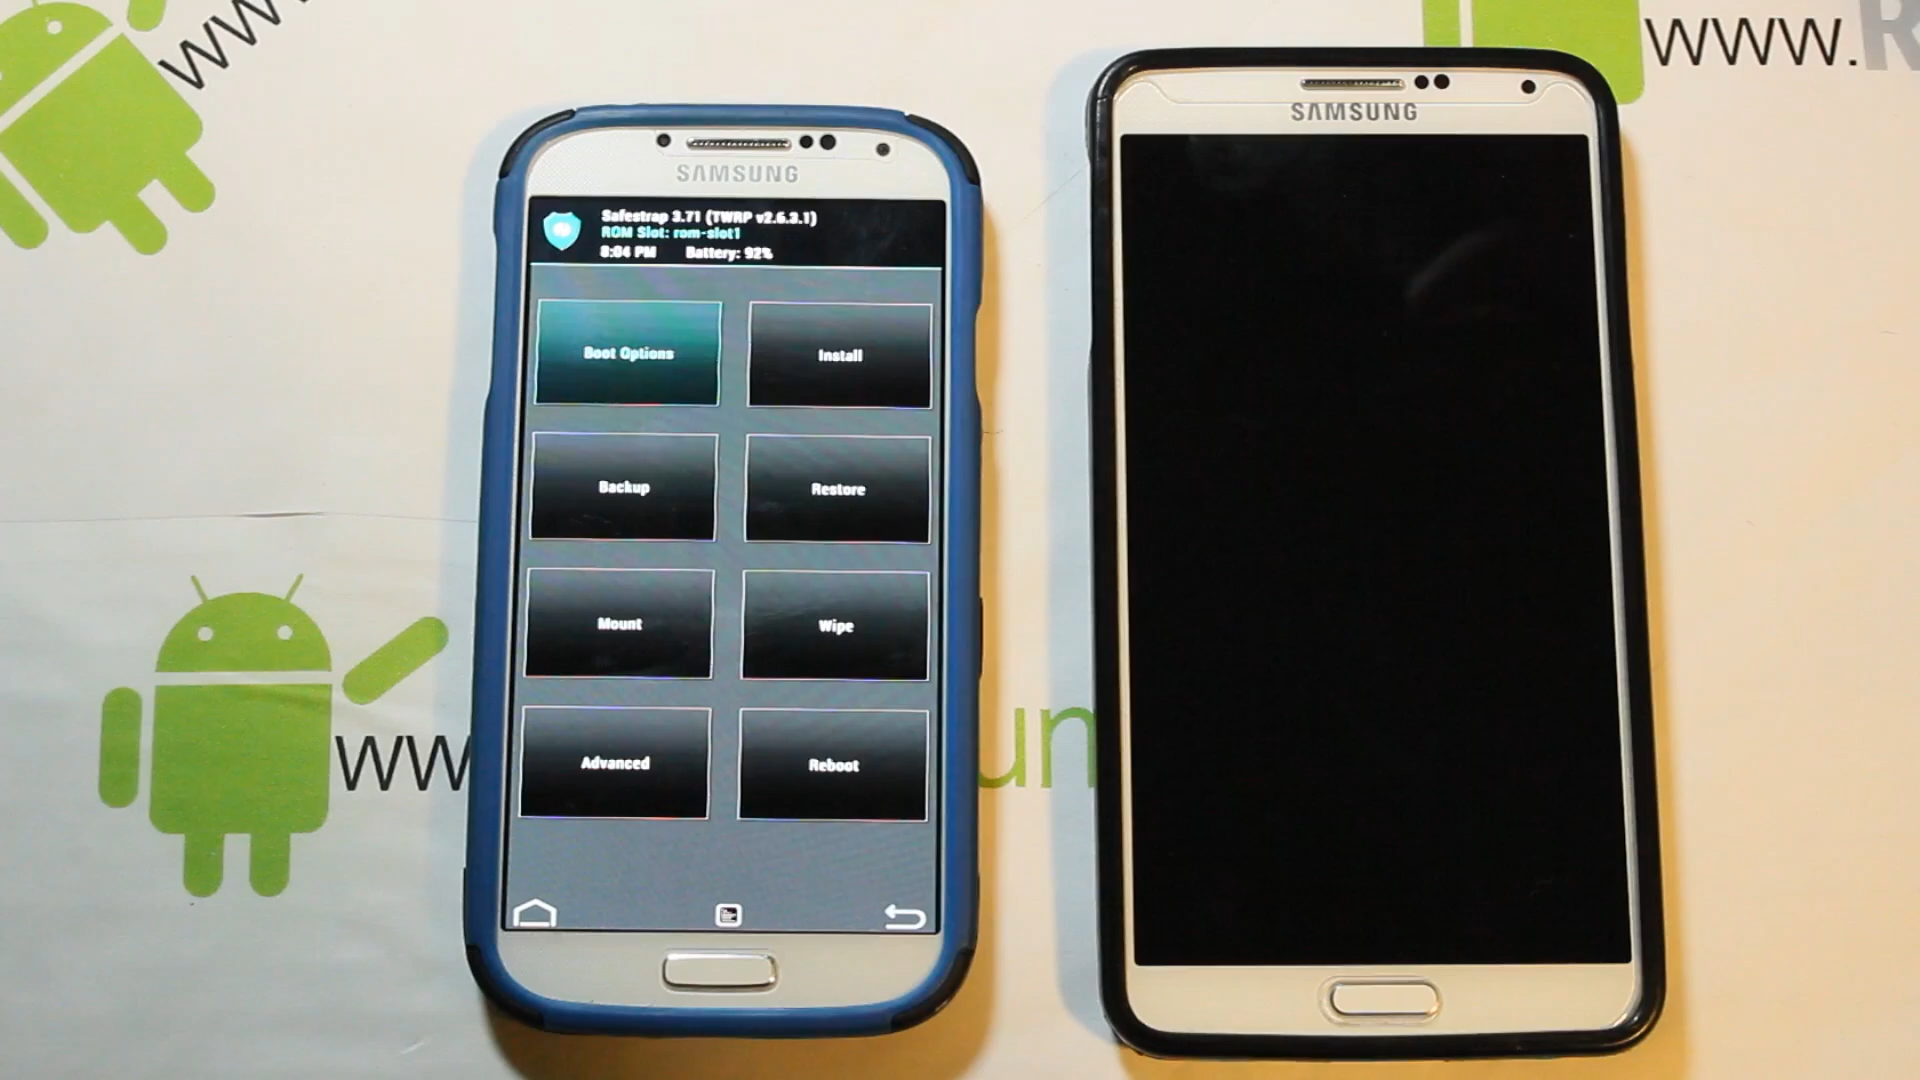 www
www.R
SAMSUNG
SAMSUNG
Safestrap 3.71 (TWRP v2.6.3.1)
ROM Slot: rom-slot1
8:04 PM Battery: 92%
Boot Options
Install
Backup
Restore
Mount
Wipe
Advanced
Reboot
ww
un